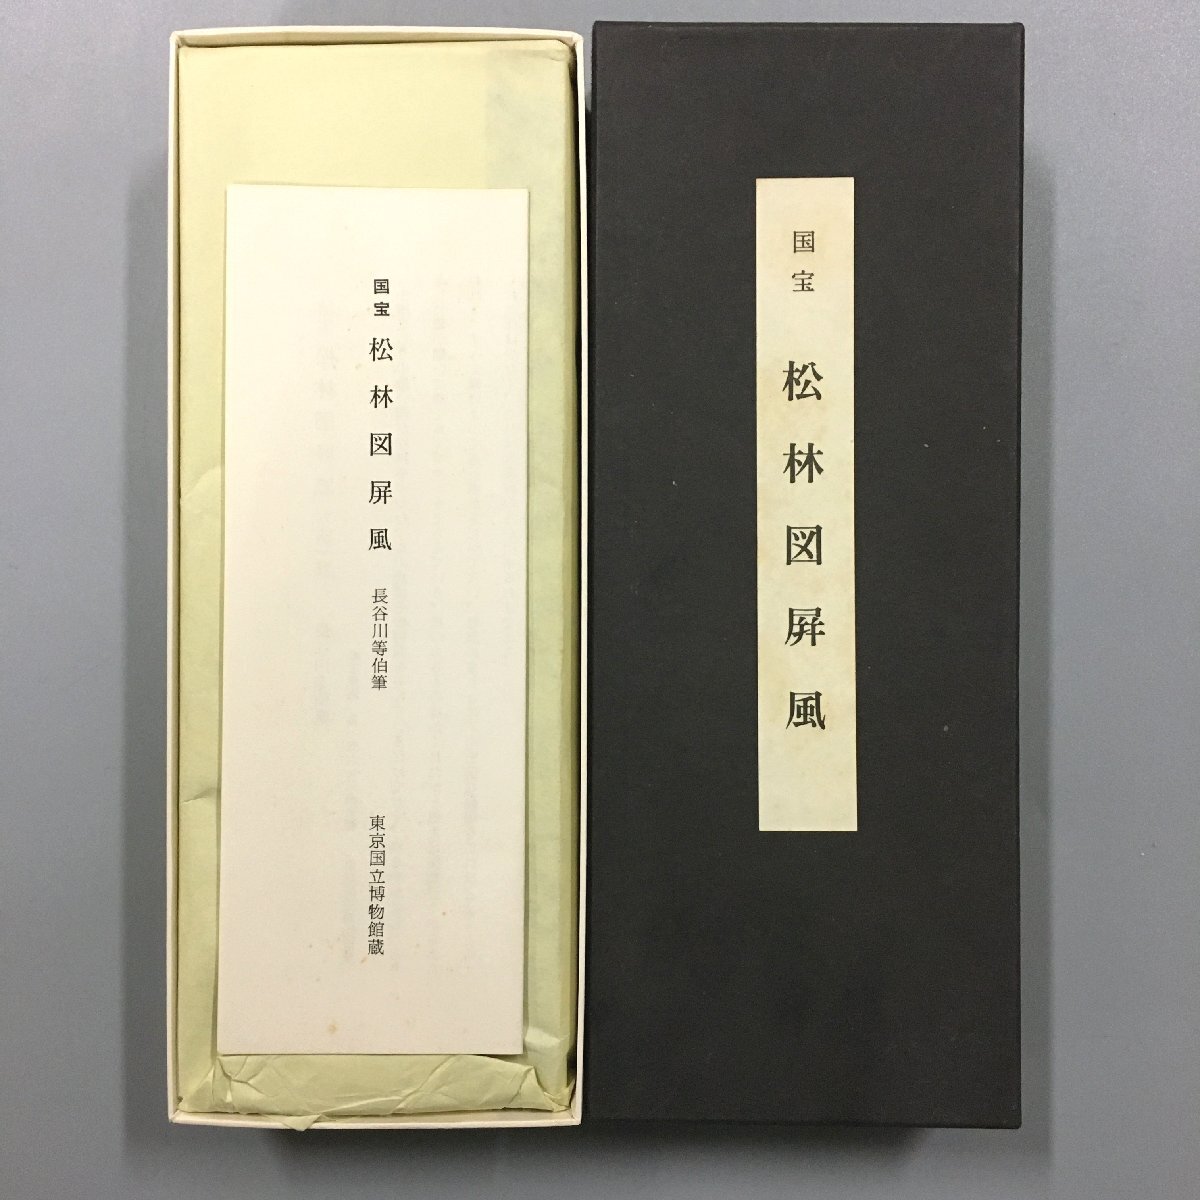 国宝
松林図屏風
長谷川等伯筆
東京国立博物館蔵
国宝
松林図屏風